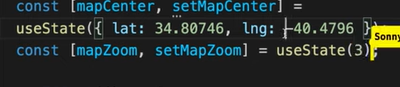 const [mapCenter, setMapCenter] =
useState({ lat: 34.80746, lng: -40.4796 });
Sonny
const [mapZoom, setMapZoom] = useState(3);